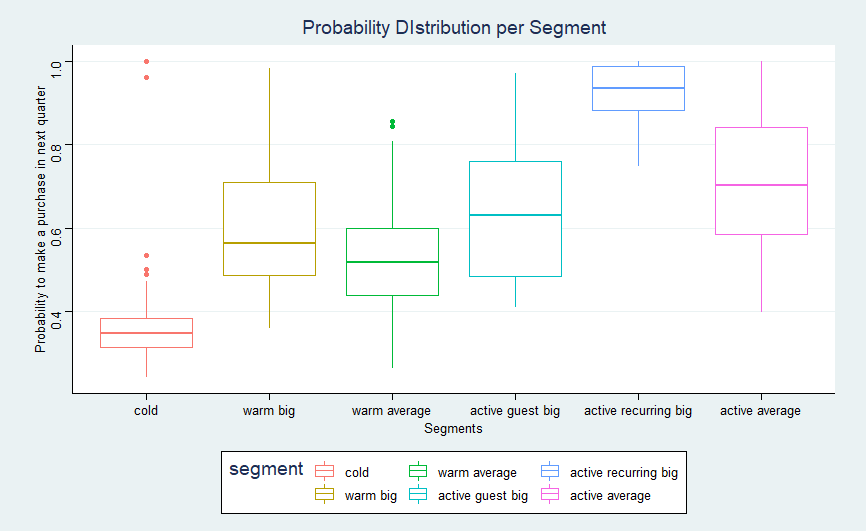 Probability DIstribution per Segment
Probability to make a purchase in next quarter
1.0
0.8
0.6
0.4
cold
warm big
warm average
active guest big
active recurring big
active average
Segments
segment
cold
warm average
active recurring big
warm big
active guest big
active average